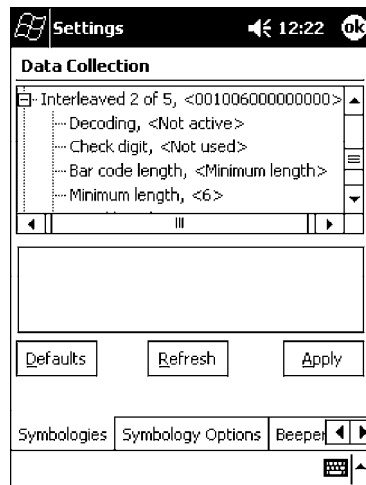 Settings 12:22 ok
Data Collection
Interleaved 2 of 5, <001006000000000>
Decoding, <Not active>
Check digit, <Not used>
Bar code length, <Minimum length>
Minimum length, <6>
Defaults Refresh Apply
Symbologies Symbology Options Beeper